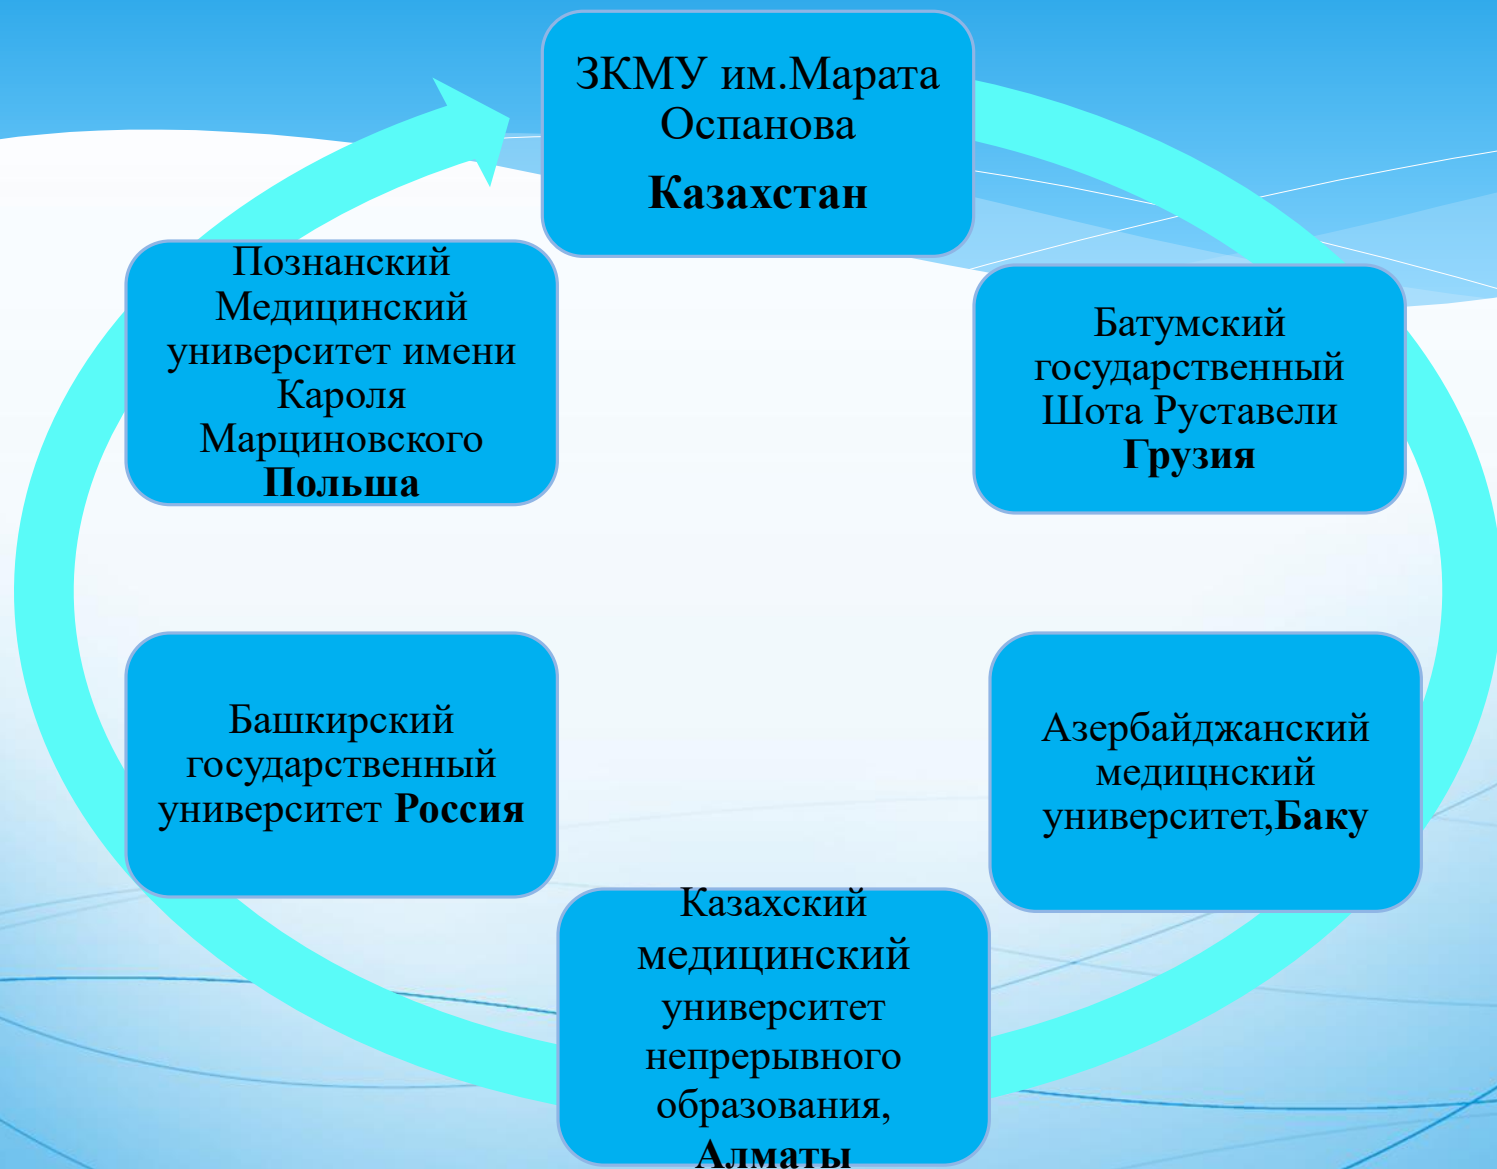 ЗКМУ им.Марата
Оспанова
Казахстан
Батумский
государственный
Шота Руставели
Грузия
Азербайджанский
медицнский
университет,Баку
Казахский
медицинский
университет
непрерывного
образования,
Алматы
Башкирский
государственный
университет Россия
Познанский
Медицинский
университет имени
Кароля
Марциновского
Польша